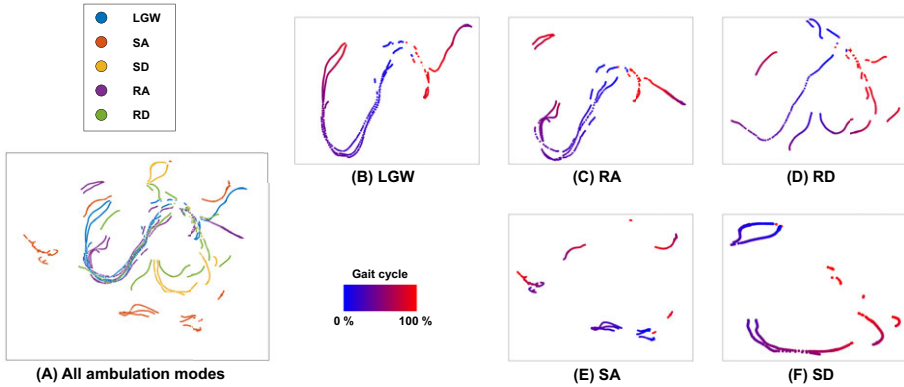 LGW
SA
SD
RA
RD
(A) All ambulation modes
(B) LGW
(C) RA
(D) RD
Gait cycle
0 %
100 %
(E) SA
(F) SD